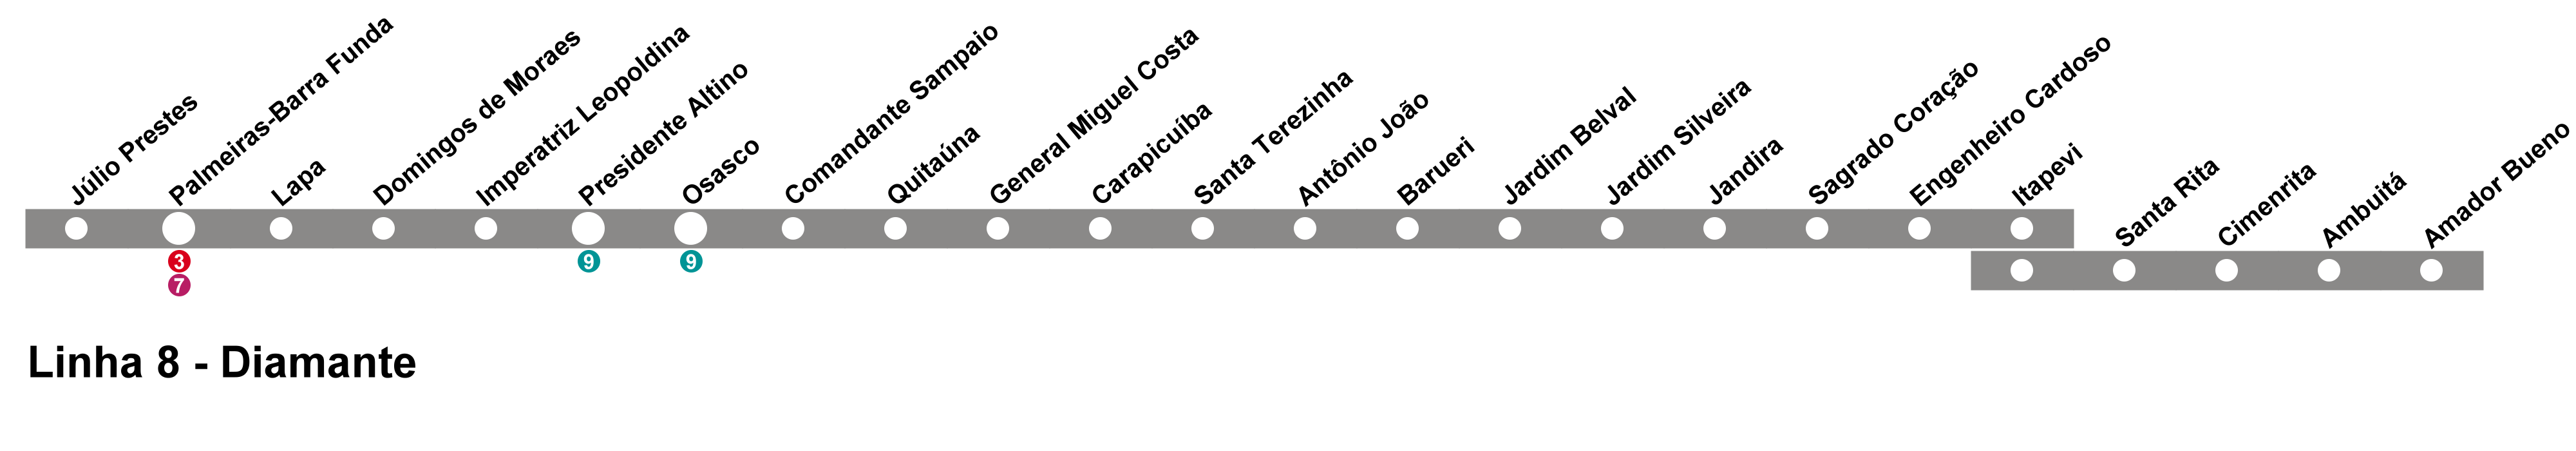 Júlio Prestes
Palmeiras-Barra Funda
Lapa
Domingos de Moraes
Imperatriz Leopoldina
Presidente Altino
Osasco
Comandante Sampaio
Quitaúna
General Miguel Costa
Carapicuíba
Santa Terezinha
Antônio João
Barueri
Jardim Belval
Jardim Silveira
Jandira
Sagrado Coração
Engenheiro Cardoso
Itapevi
Santa Rita
Cimenrita
Ambuitá
Amador Bueno
3
7
9
9
Linha 8 - Diamante